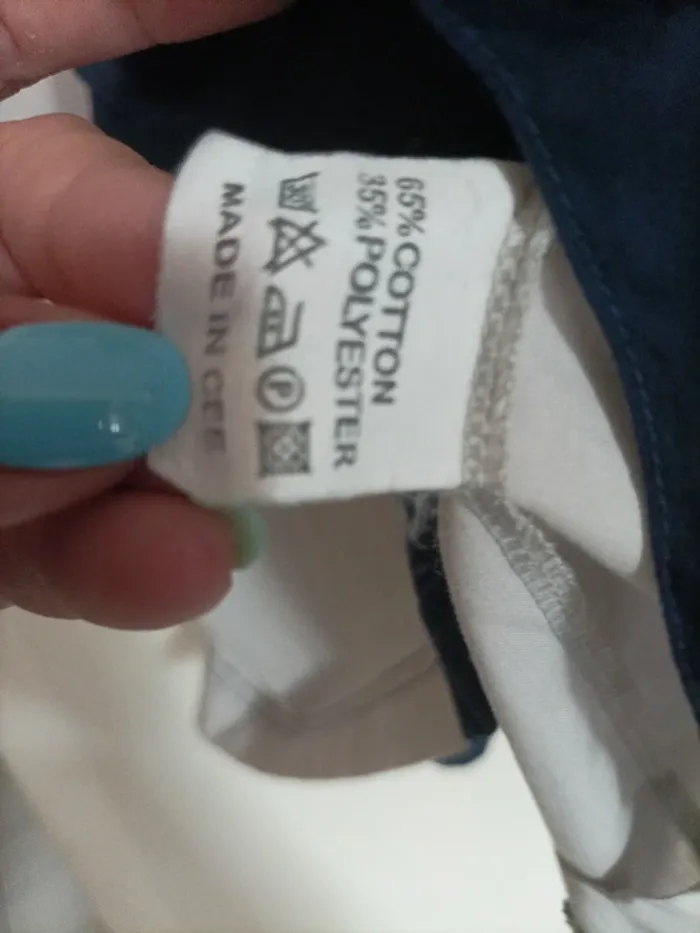 65% COTTON
35% POLYESTER
P
MADE IN CEE